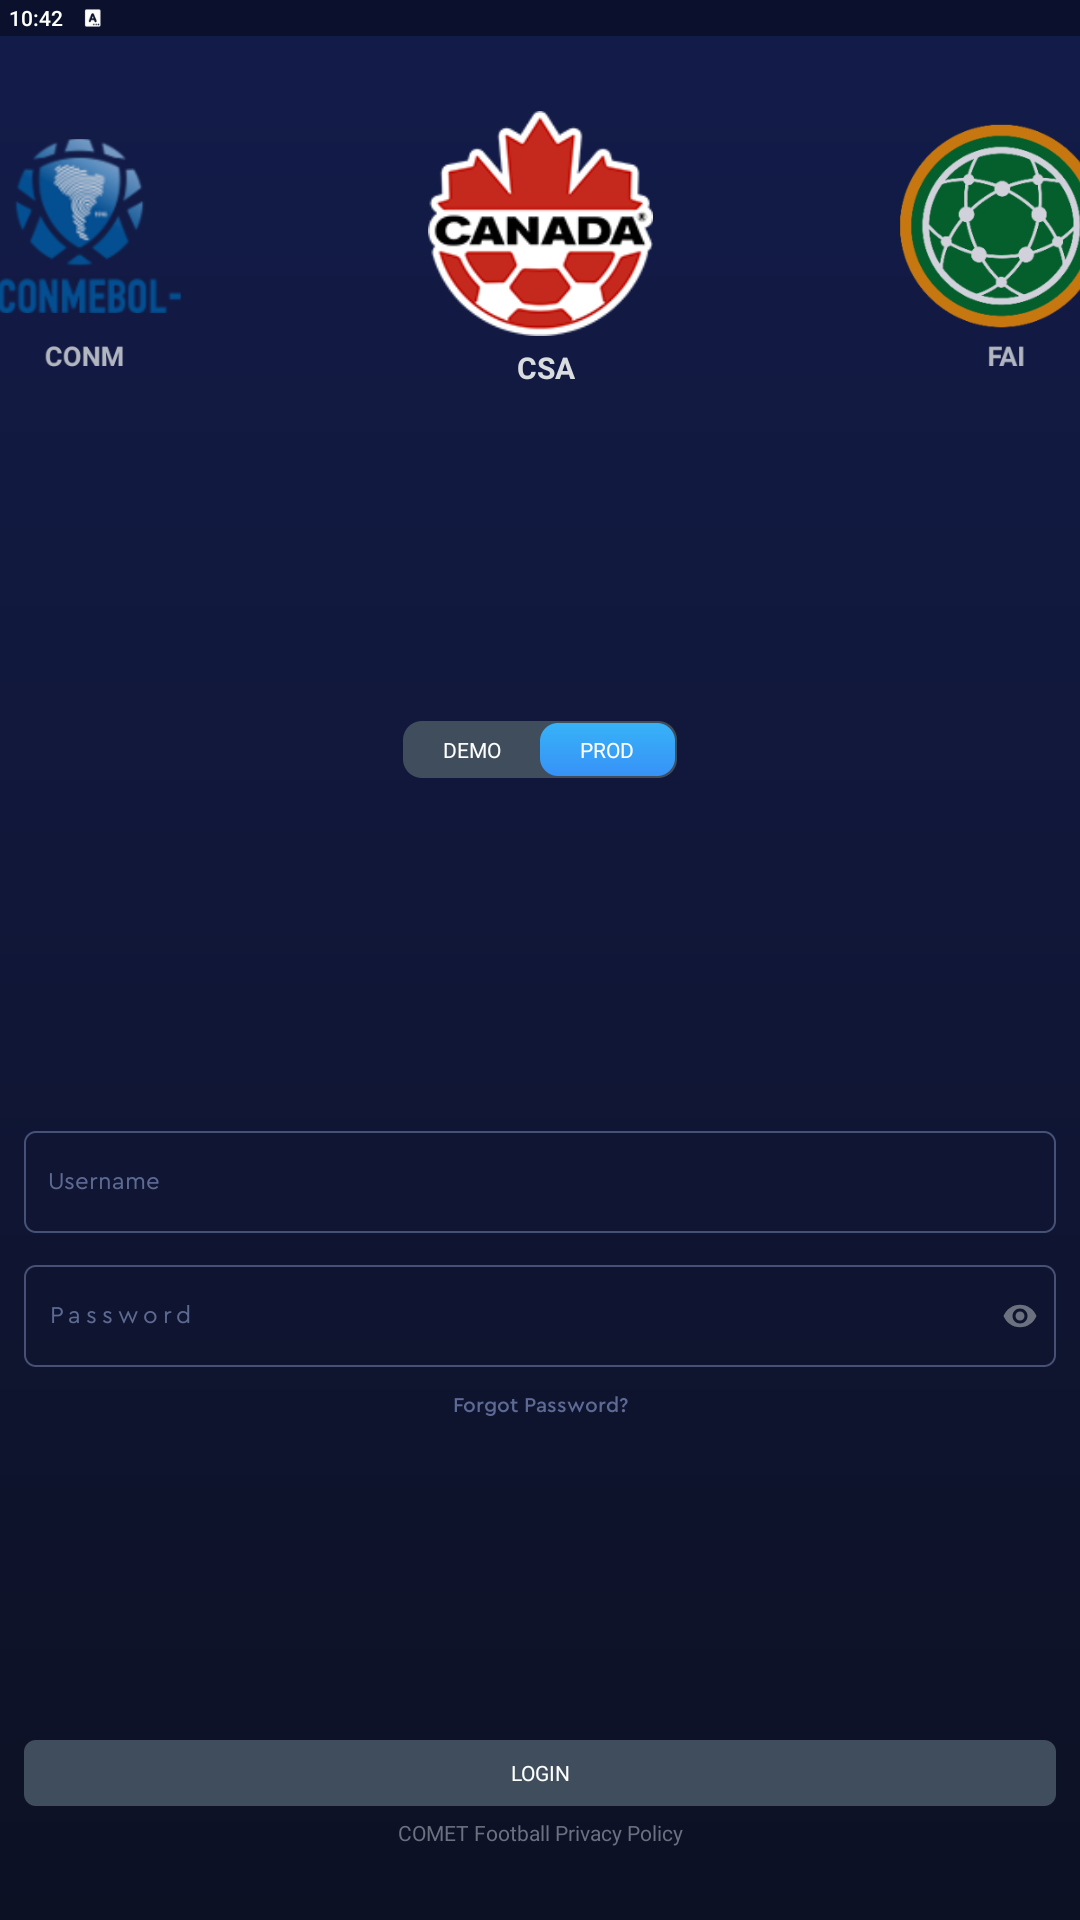 10:42
CONMEBOL-
CANADA
CONM
CSA
FAI
DEMO
PROD
Username
Password
Forgot Password?
LOGIN
COMET Football Privacy Policy